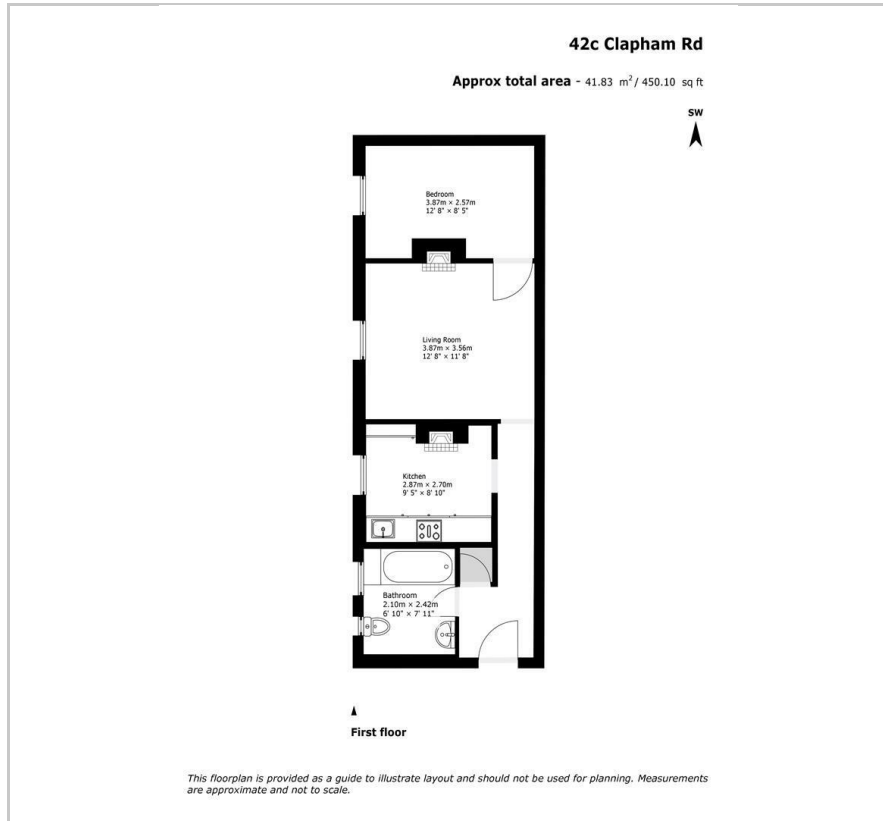 42c Clapham Rd
Approx total area - 41.83 m²/ 450.10 sq ft
SW
Bedroom
3.87m × 2.57m
12' 8" × 8' 5"
Living Room
3.87m × 3.56m
12' 8" × 11' 8"
Kitchen
2.87m × 2.70m
9' 5" × 8' 10"
Bathroom
2.10m × 2.42m
6' 10" × 7' 11"
First floor
This floorplan is provided as a guide to illustrate layout and should not be used for planning. Measurements
are approximate and not to scale.